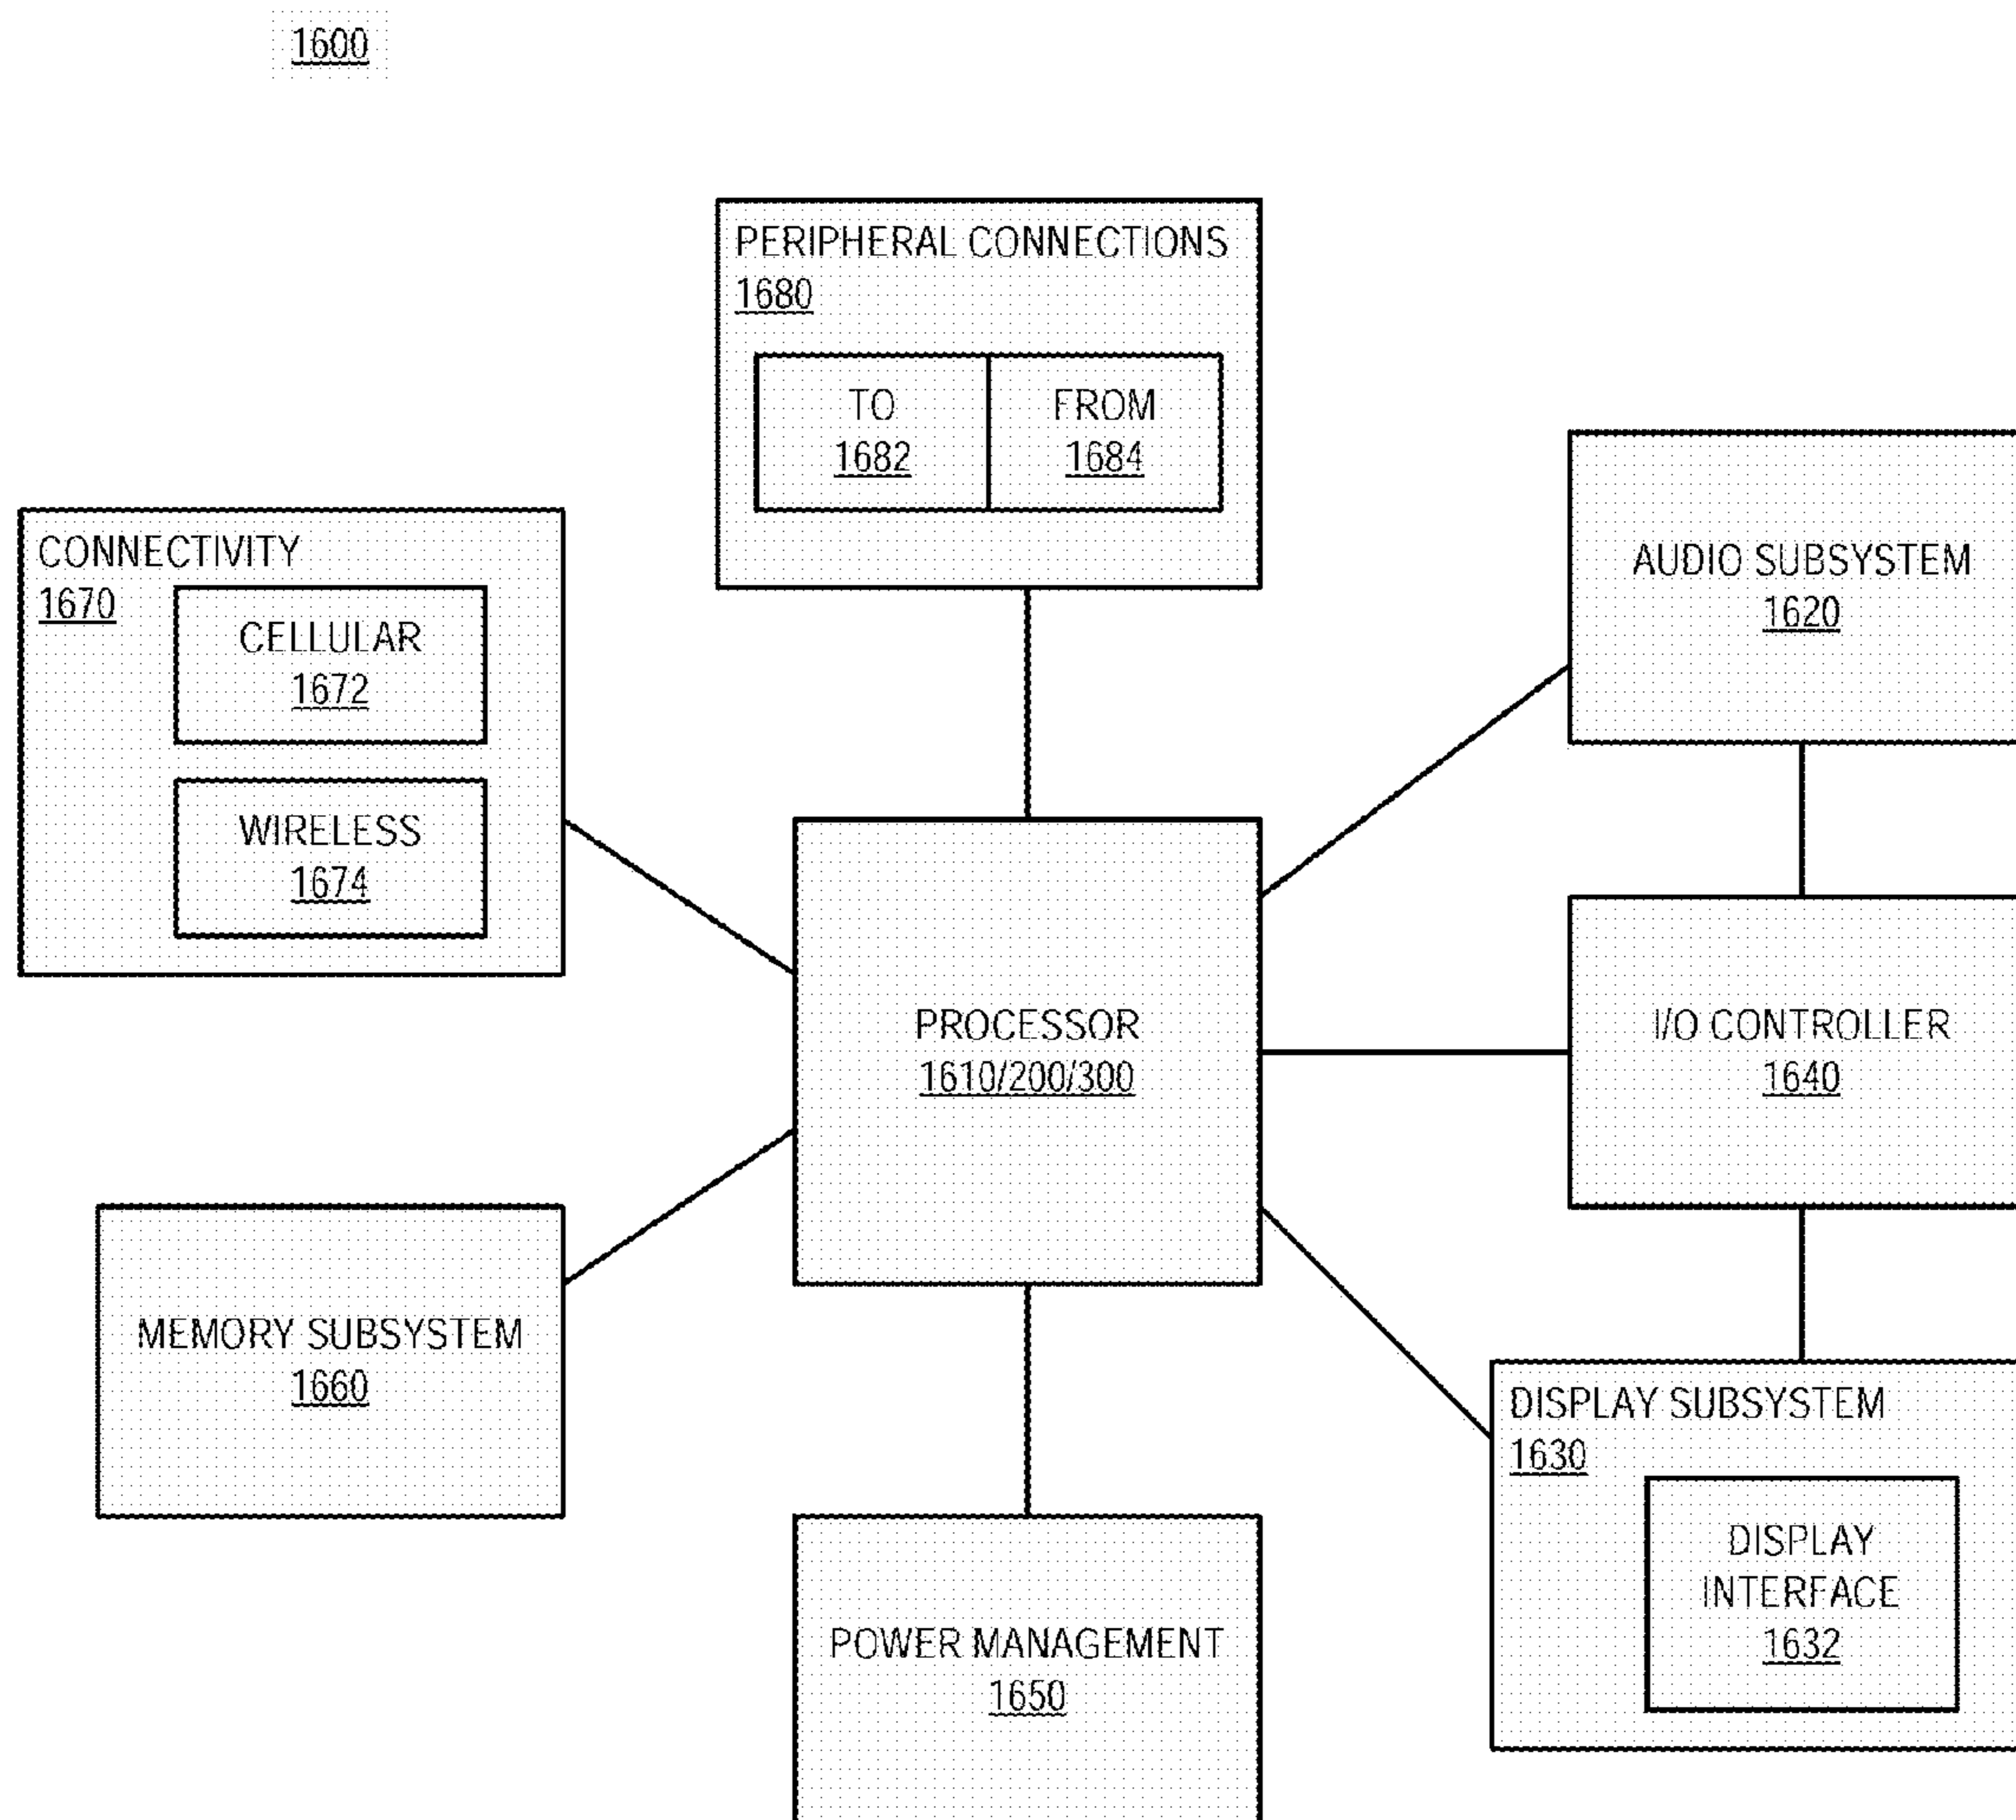 1600
PERIPHERAL CONNECTIONS
1680
TO
1682
FROM
1684
CONNECTIVITY
1670
CELLULAR
1672
WIRELESS
1674
AUDIO SUBSYSTEM
1620
PROCESSOR
1610/200/300
I/O CONTROLLER
1640
MEMORY SUBSYSTEM
1660
DISPLAY SUBSYSTEM
1630
DISPLAY
INTERFACE
1632
POWER MANAGEMENT
1650